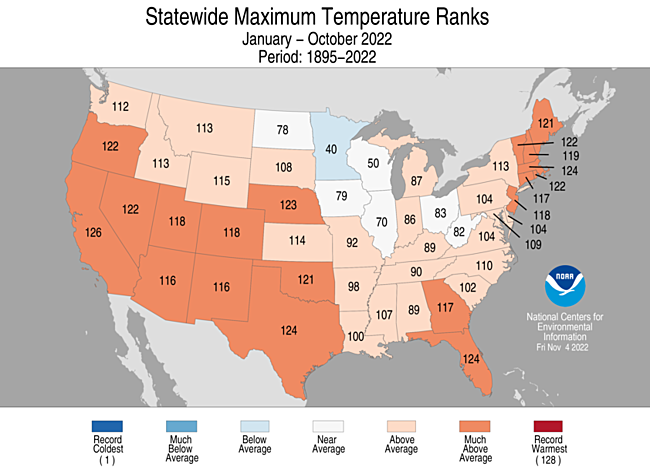 Statewide Maximum Temperature Ranks
January – October 2022
Period: 1895–2022
112
113
78
40
121
122
113
115
108
50
87
113
122
119
124
122
117
118
104
109
126
122
118
118
123
79
70
86
83
104
82
104
114
92
89
116
116
121
98
90
110
102
124
100
107
89
117
124
NOAA
National Centers for
Environmental
Information
Fri Nov 4 2022
Record
Coldest
( 1 )
Much
Below
Average
Below
Average
Near
Average
Above
Average
Much
Above
Average
Record
Warmest
( 128 )